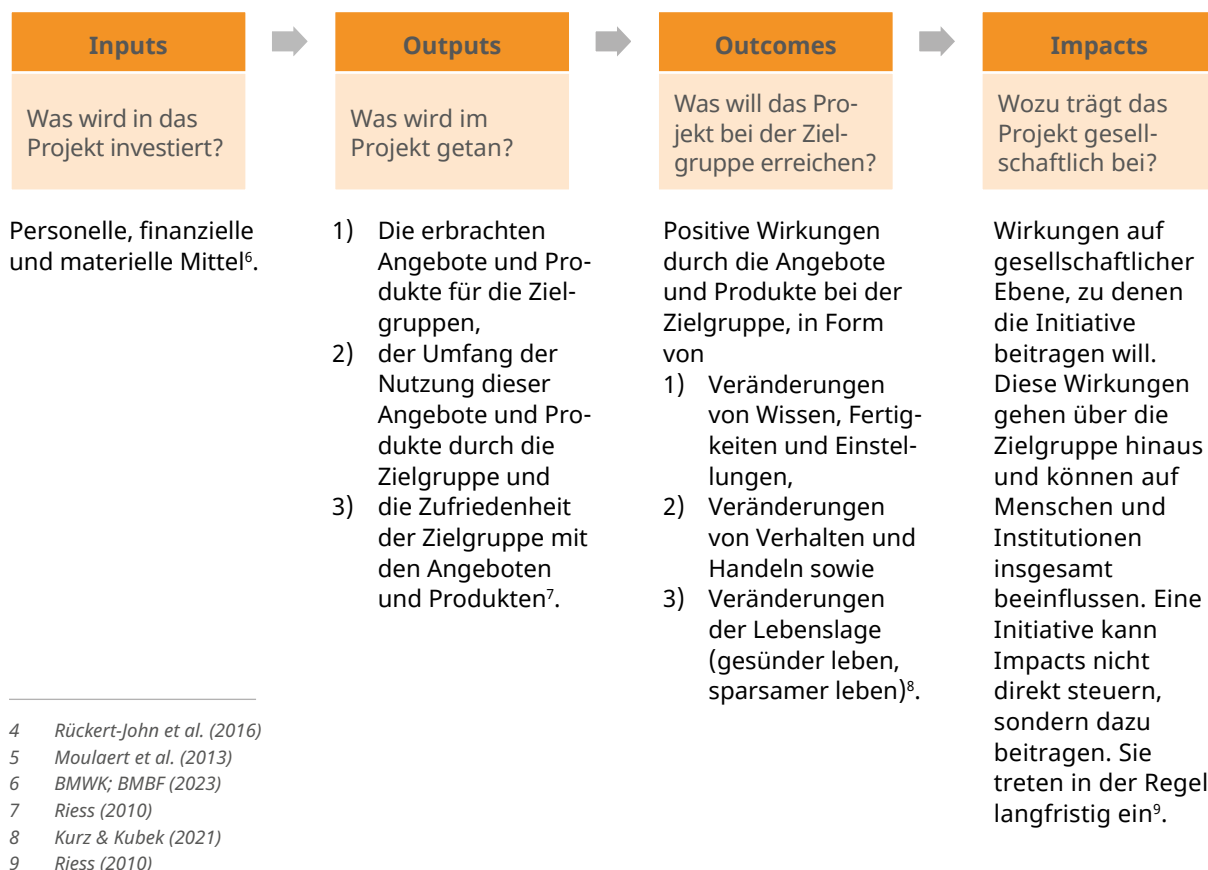 Inputs
Was wird in das
Projekt investiert?
Personelle, finanzielle
und materielle Mittel⁶.
Outputs
Was wird im
Projekt getan?
1) Die erbrachten
Angebote und Pro-
dukte für die Ziel-
gruppen,
2) der Umfang der
Nutzung dieser
Angebote und Pro-
dukte durch die
Zielgruppe und
3) die Zufriedenheit
der Zielgruppe mit
den Angeboten
und Produkten⁷.
Outcomes
Was will das Pro-
jekt bei der Ziel-
gruppe erreichen?
Positive Wirkungen
durch die Angebote
und Produkte bei der
Zielgruppe, in Form
von
1) Veränderungen
von Wissen, Fertig-
keiten und Einstel-
lungen,
2) Veränderungen
von Verhalten und
Handeln sowie
3) Veränderungen
der Lebenslage
(gesünder leben,
sparsamer leben)⁸.
Impacts
Wozu trägt das
Projekt gesell-
schaftlich bei?
Wirkungen auf
gesellschaftlicher
Ebene, zu denen
die Initiative
beitragen will.
Diese Wirkungen
gehen über die
Zielgruppe hinaus
und können auf
Menschen und
Institutionen
insgesamt
beeinflussen. Eine
Initiative kann
Impacts nicht
direkt steuern,
sondern dazu
beitragen. Sie
treten in der Regel
langfristig ein⁹.
4 Rückert-John et al. (2016)
5 Moulaert et al. (2013)
6 BMWK; BMBF (2023)
7 Riess (2010)
8 Kurz & Kubek (2021)
9 Riess (2010)